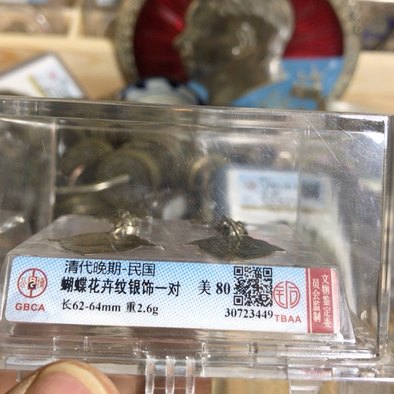 清代晚期-民国
蝴蝶花卉纹银饰一对
美 80
长62-64mm 重2.6g
30723449
GBCA
TBAA
文物鉴定委
员会监制